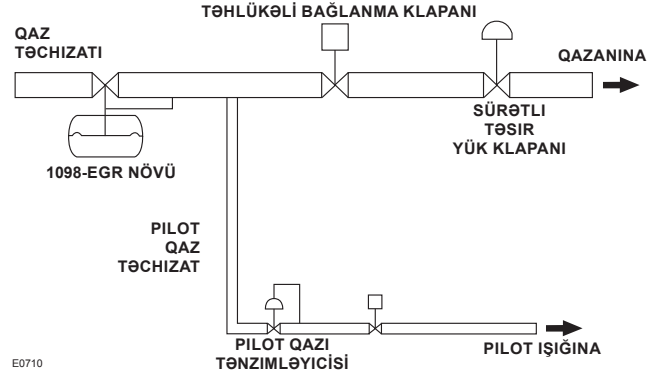 TƏHLÜKƏLİ BAĞLANMA KLAPANI
QAZ
TƏCHIZATI
QAZANINA
SÜRƏTLI
TƏSIR
YÜK KLAPANI
1098-EGR NÖVÜ
PILOT
QAZ
TƏCHIZAT
PILOT QAZI
TƏNZIMLƏYICISI
PILOT IŞIĞINA
E0710